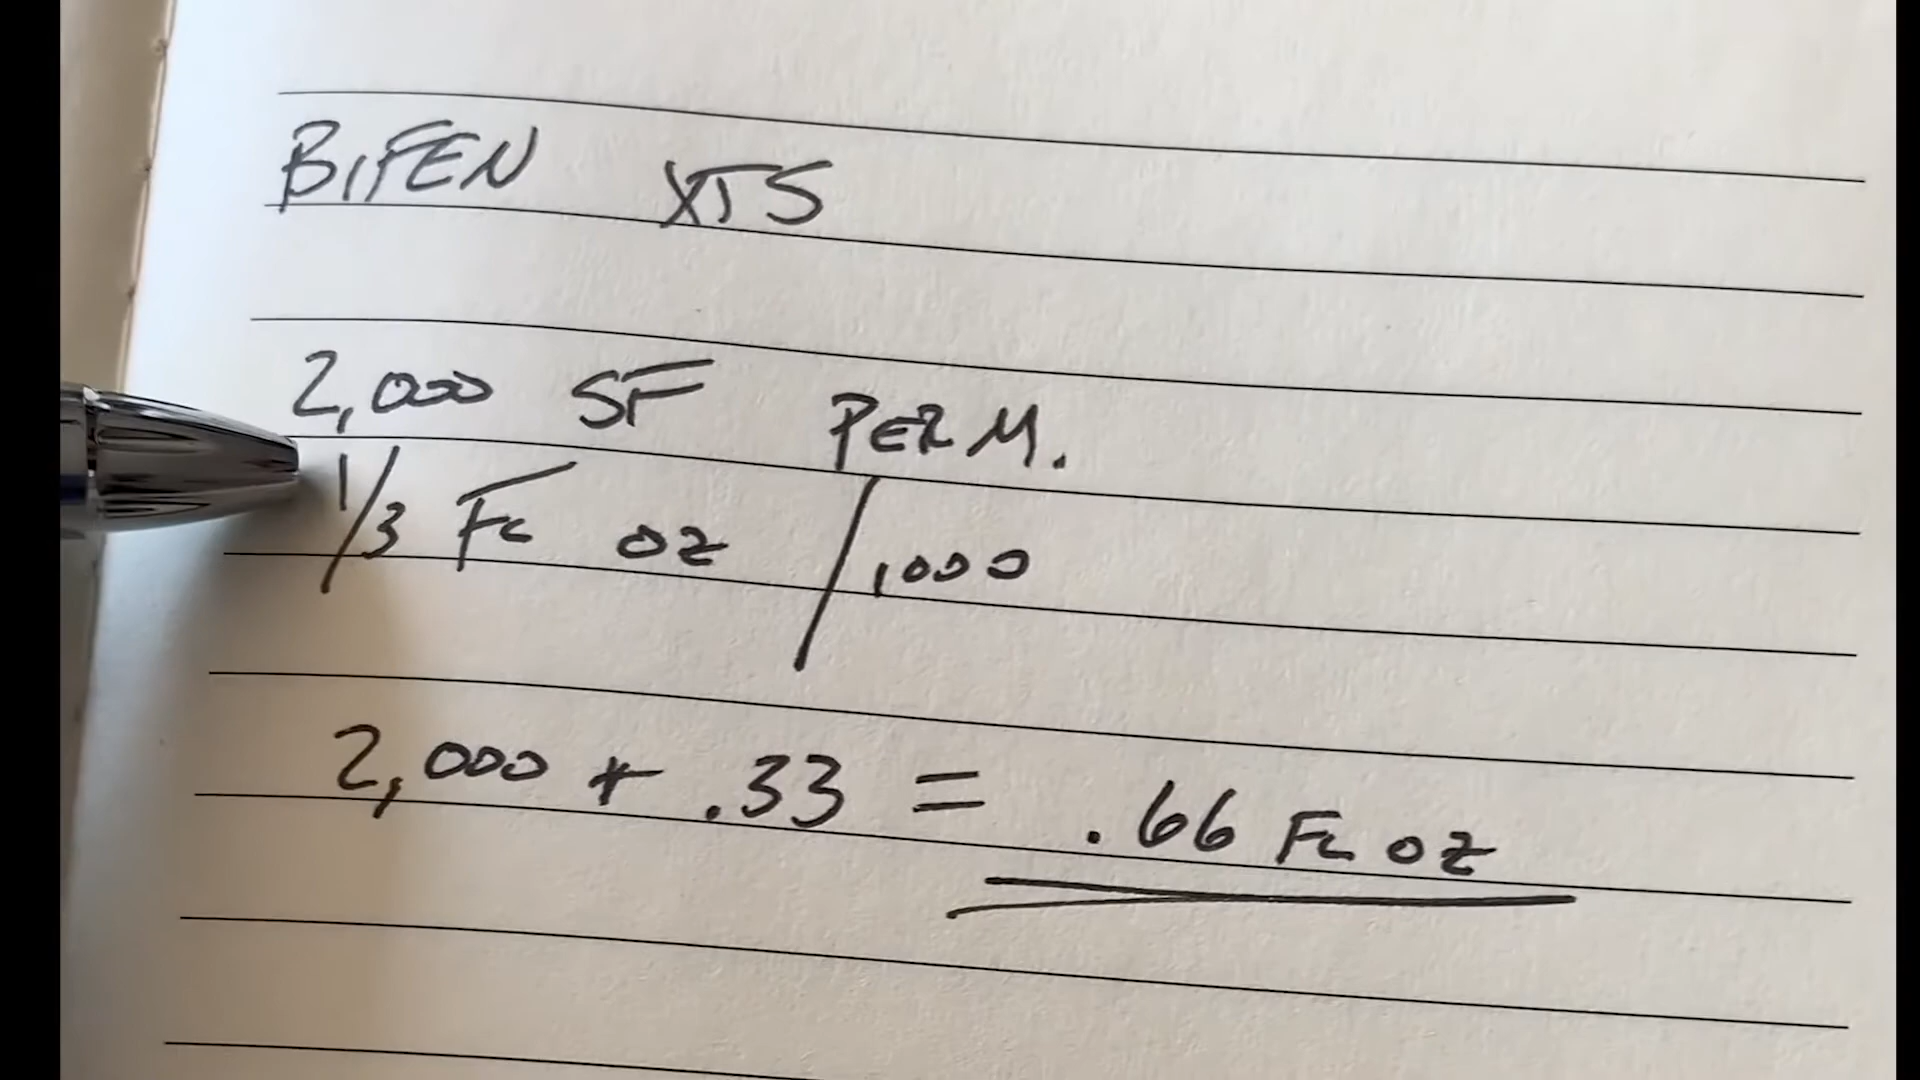 BIFEN XTS
2,000 SF PERM.
1/3 FL OZ /1000
2,000 * .33 = .66 FL OZ